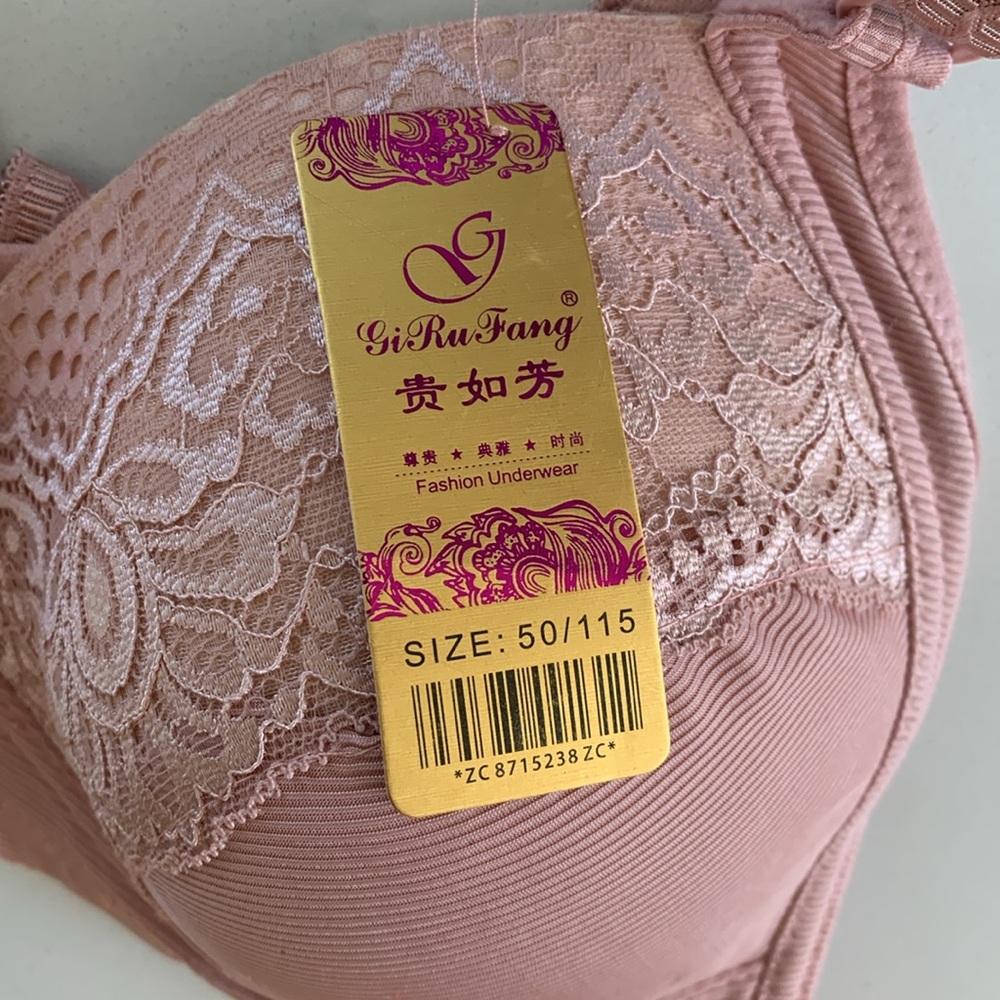 GiRuFang®
贵如芳
尊贵 ★ 典雅 ★ 时尚
Fashion Underwear
SIZE: 50/115
*ZC8715238ZC*